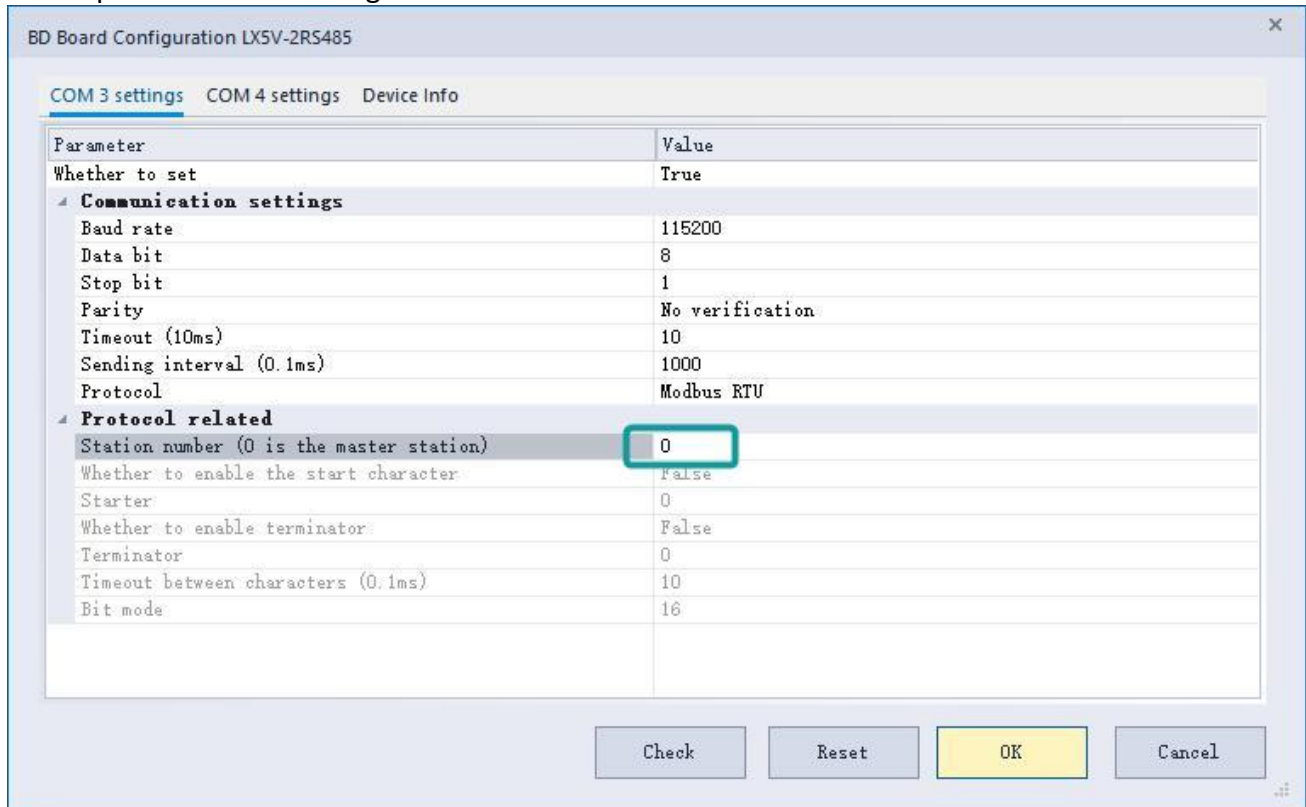 BD Board Configuration LX5V-2RS485
COM 3 settings COM 4 settings Device Info
Parameter Value
Whether to set True
Communication settings
Baud rate 115200
Data bit 8
Stop bit 1
Parity No verification
Timeout (10ms) 10
Sending interval (0.1ms) 1000
Protocol Modbus RTU
Protocol related
Station number (0 is the master station) 0
Whether to enable the start character False
Starter 0
Whether to enable terminator False
Terminator 0
Timeout between characters (0.1ms) 10
Bit mode 16
Check Reset OK Cancel